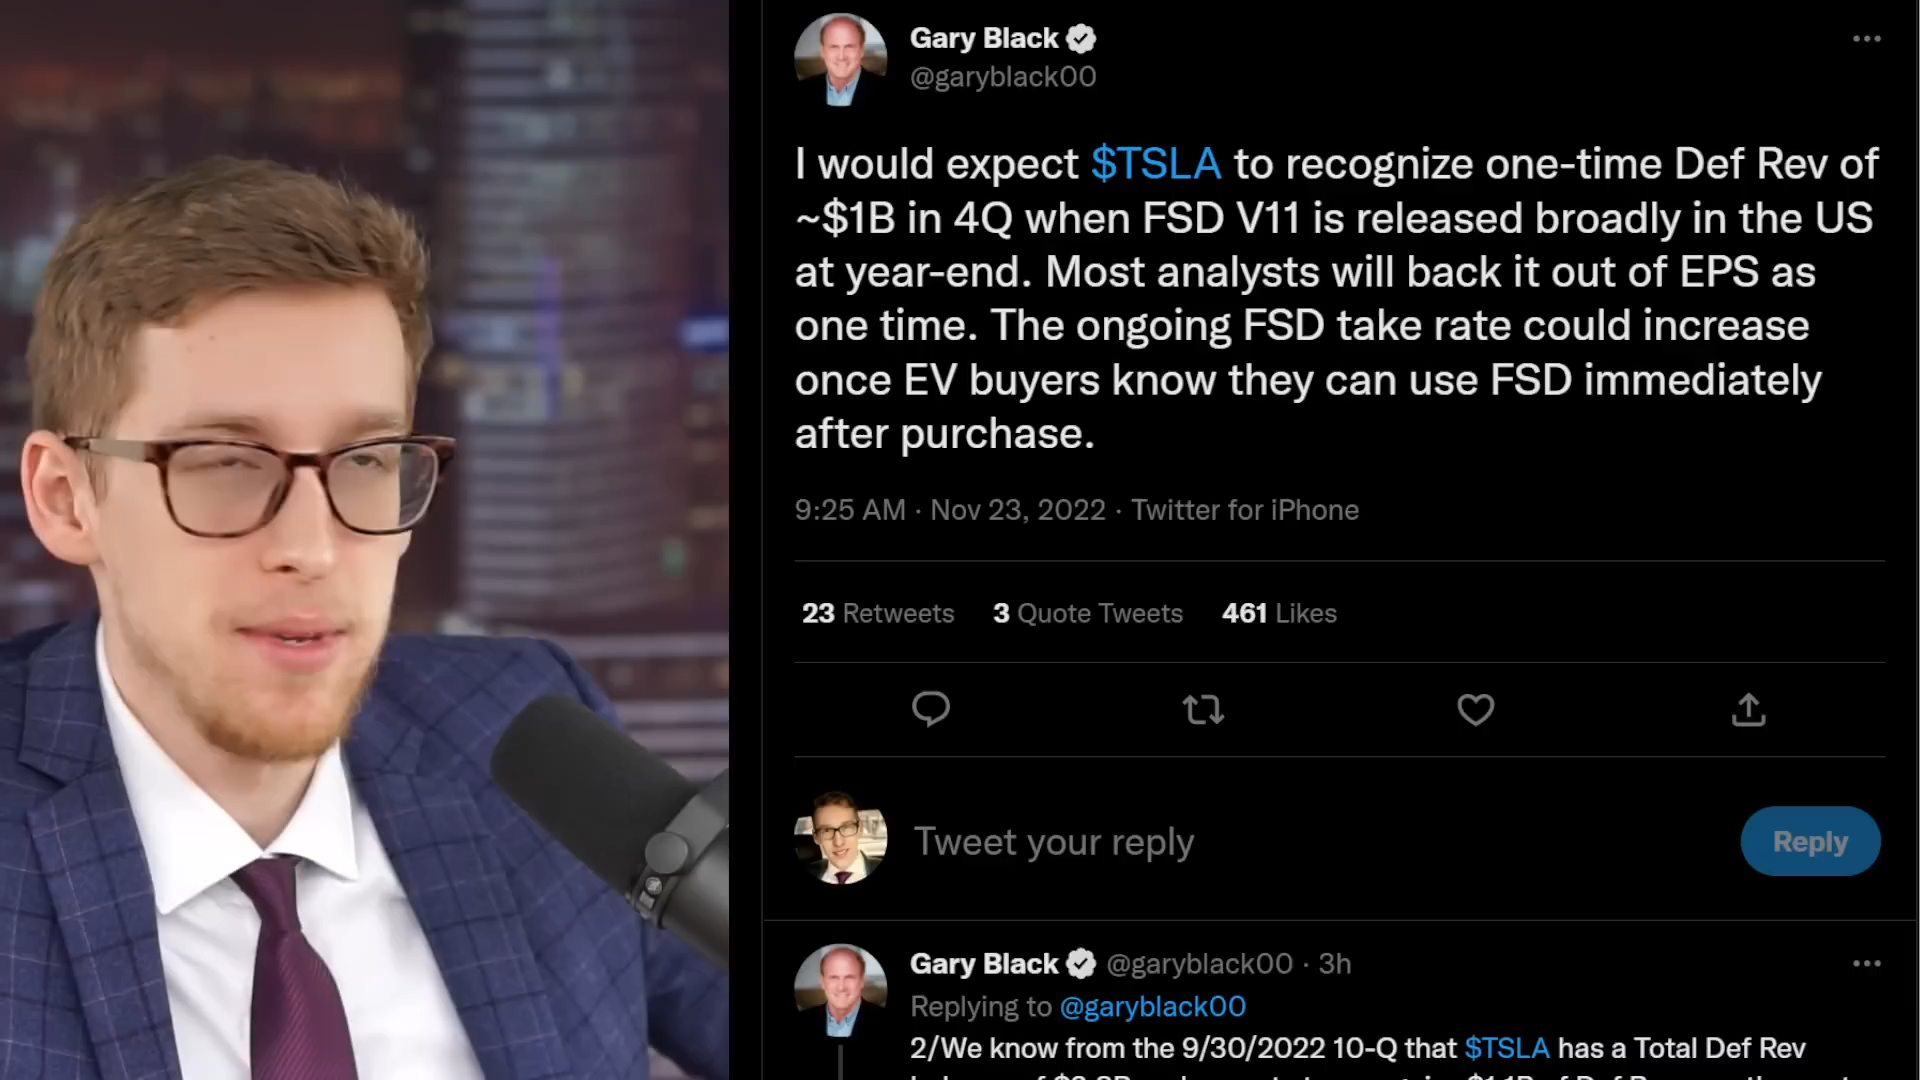 Gary Black
@garyblack00
I would expect $TSLA to recognize one-time Def Rev of
~$1B in 4Q when FSD V11 is released broadly in the US
at year-end. Most analysts will back it out of EPS as
one time. The ongoing FSD take rate could increase
once EV buyers know they can use FSD immediately
after purchase.
9:25 AM · Nov 23, 2022 · Twitter for iPhone
23 Retweets 3 Quote Tweets 461 Likes
Tweet your reply
Reply
Gary Black @garyblack00 · 3h
Replying to @garyblack00
2/We know from the 9/30/2022 10-Q that $TSLA has a Total Def Rev